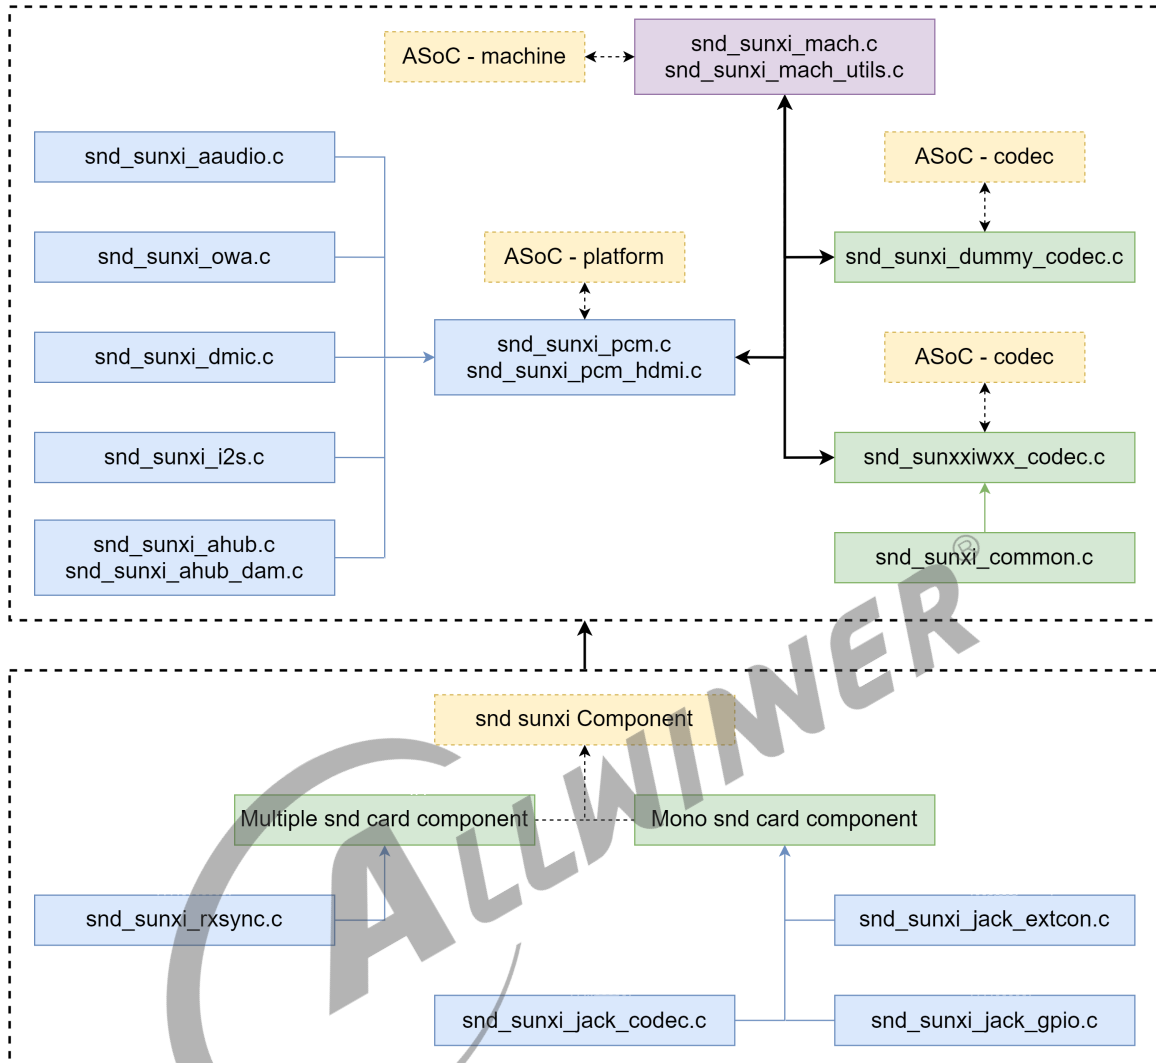 ASoC - machine
snd_sunxi_mach.c
snd_sunxi_mach_utils.c
snd_sunxi_aaudio.c
ASoC - codec
snd_sunxi_owa.c
ASoC - platform
snd_sunxi_dummy_codec.c
snd_sunxi_dmic.c
snd_sunxi_pcm.c
snd_sunxi_pcm_hdmi.c
ASoC - codec
snd_sunxi_i2s.c
snd_sunxxiwxx_codec.c
snd_sunxi_ahub.c
snd_sunxi_ahub_dam.c
snd_sunxi_common.c
snd sunxi Component
Multiple snd card component
Mono snd card component
snd_sunxi_rxsync.c
snd_sunxi_jack_extcon.c
snd_sunxi_jack_codec.c
snd_sunxi_jack_gpio.c
ALLWINNER®